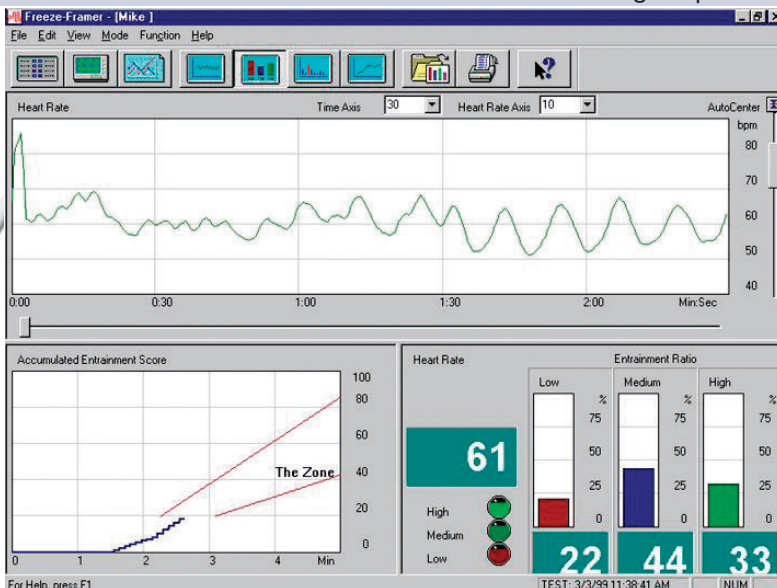 Freeze-Framer - [Mike ]
File Edit View Mode Function Help
Heart Rate Time Axis 30 Heart Rate Axis 10 AutoCenter
bpm
80
70
60
50
40
0:00 0:30 1:00 1:30 2:00 Min:Sec
Accumulated Entrainment Score
100
80
60
The Zone 40
20
0
0 1 2 3 4 Min
Heart Rate Entrainment Ratio
Low Medium High
% % %
75 75 75
61 50 50 50
25 25 25
High
Medium 0 0 0
Low
22 44 33
For Help, press F1 TEST: 3/3/99 11:38:41 AM NUM